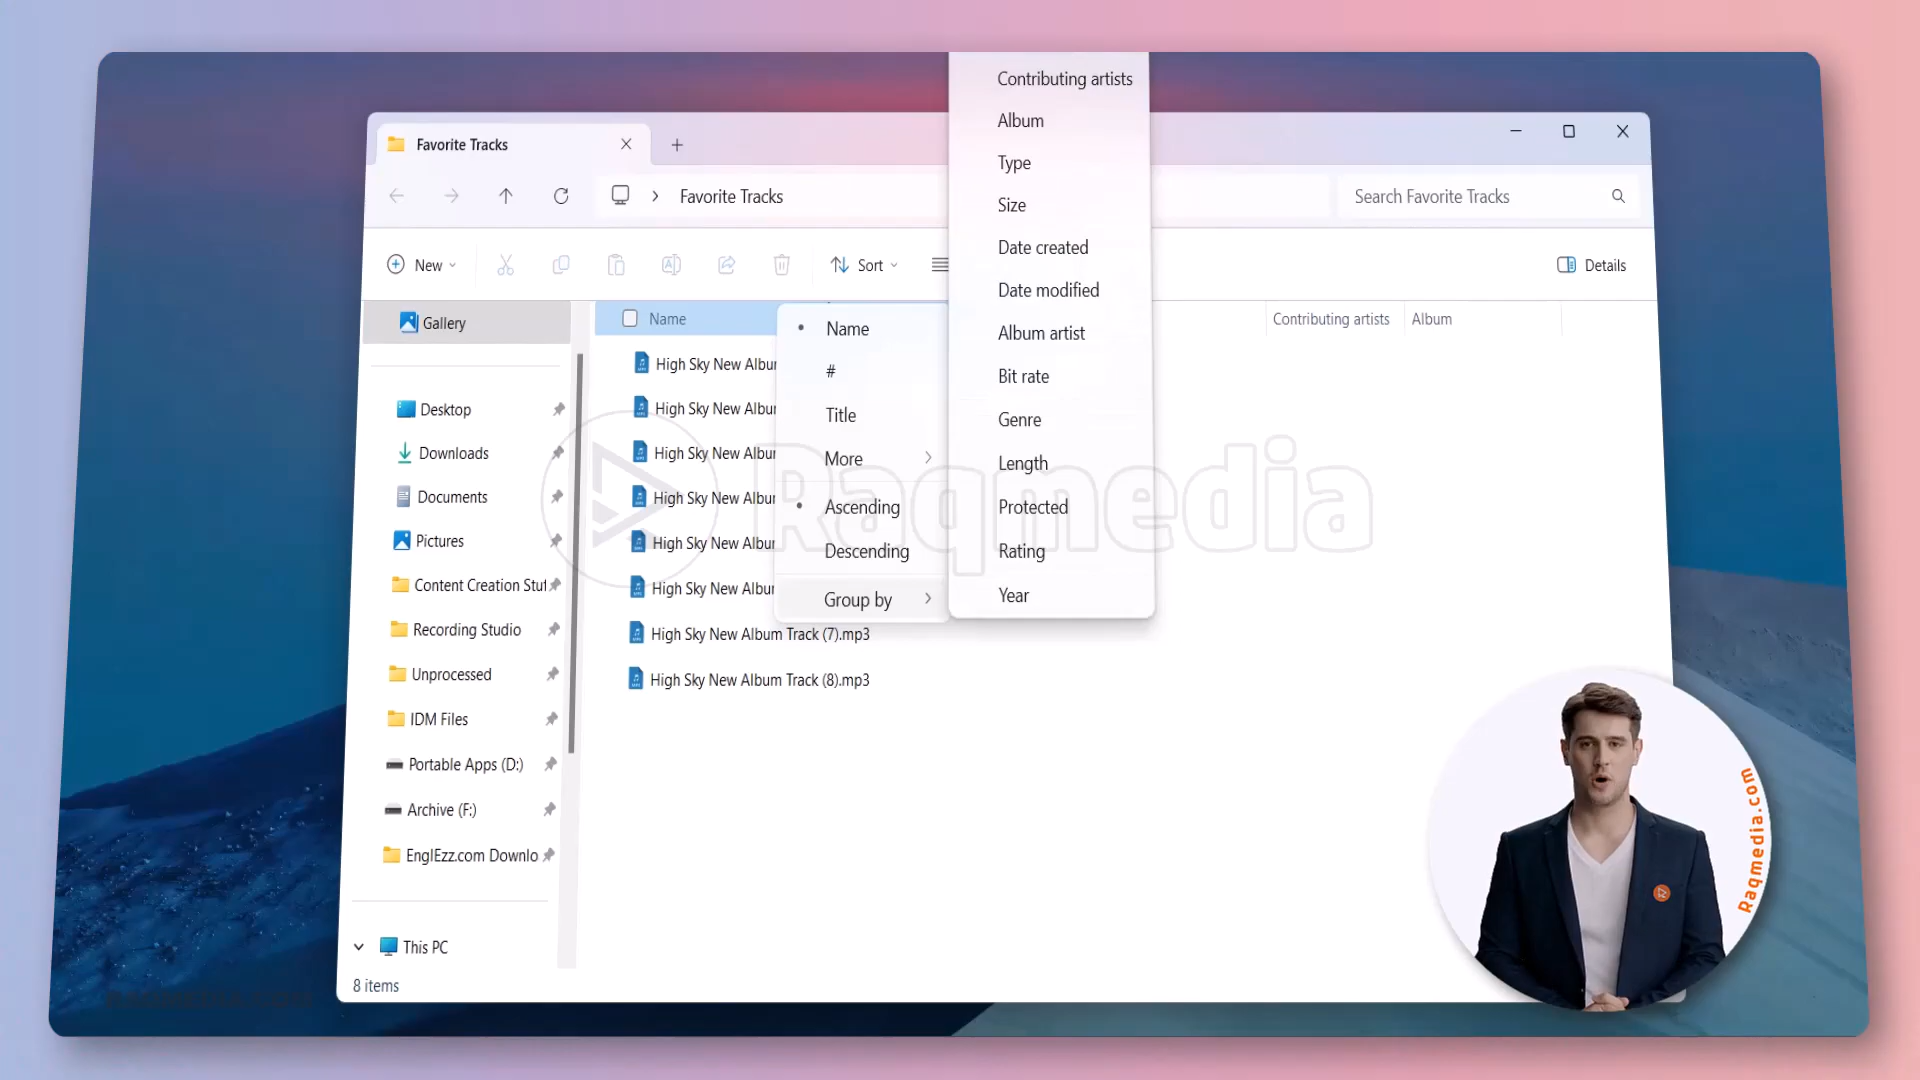 Favorite Tracks
Favorite Tracks
Search Favorite Tracks
New
Sort
Details
Contributing artists
Album
Type
Size
Date created
Date modified
Album artist
Bit rate
Genre
Length
Protected
Rating
Year
Name
#
Title
More
Ascending
Descending
Group by
Gallery
Desktop
Downloads
Documents
Pictures
Content Creation Stuf
Recording Studio
Unprocessed
IDM Files
Portable Apps (D:)
Archive (F:)
EnglEzz.com Downlo
This PC
8 items
Name
Contributing artists
Album
High Sky New Albu
High Sky New Albu
High Sky New Albu
High Sky New Albu
High Sky New Albu
High Sky New Albu
High Sky New Album Track (7).mp3
High Sky New Album Track (8).mp3
Raqmedia
Raqmedia.com